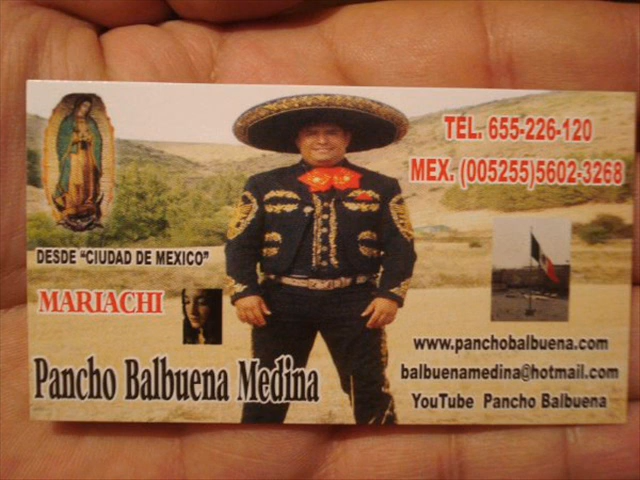 TÉL. 655-226-120
MEX. (005255)5602-3268
DESDE "CIUDAD DE MEXICO"
MARIACHI
Pancho Balbuena Medina
www.panchobalbuena.com
balbuenamedina@hotmail.com
YouTube Pancho Balbuena